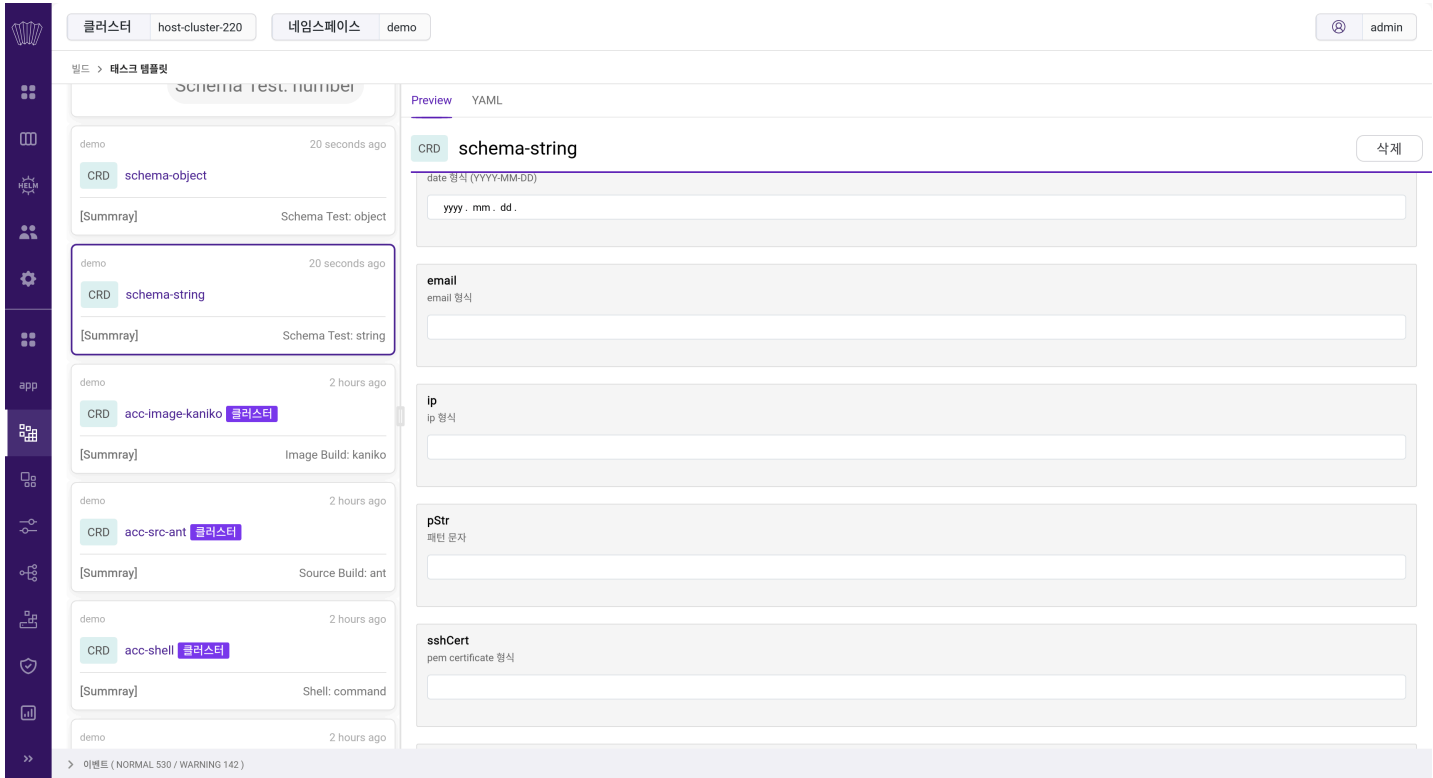 클러스터 host-cluster-220 네임스페이스 demo admin
빌드 > 태스크 템플릿
Schema Test: number
demo 20 seconds ago
CRD schema-object
[Summray] Schema Test: object
demo 20 seconds ago
CRD schema-string
[Summray] Schema Test: string
demo 2 hours ago
CRD acc-image-kaniko 클러스터
[Summray] Image Build: kaniko
demo 2 hours ago
CRD acc-src-ant 클러스터
[Summray] Source Build: ant
demo 2 hours ago
CRD acc-shell 클러스터
[Summray] Shell: command
demo 2 hours ago
Preview YAML
CRD schema-string 삭제
date 형식 (YYYY-MM-DD)
yyyy. mm. dd.
email
email 형식
ip
ip 형식
pStr
패턴 문자
sshCert
pem certificate 형식
HELM
app
이벤트 ( NORMAL 530 / WARNING 142 )